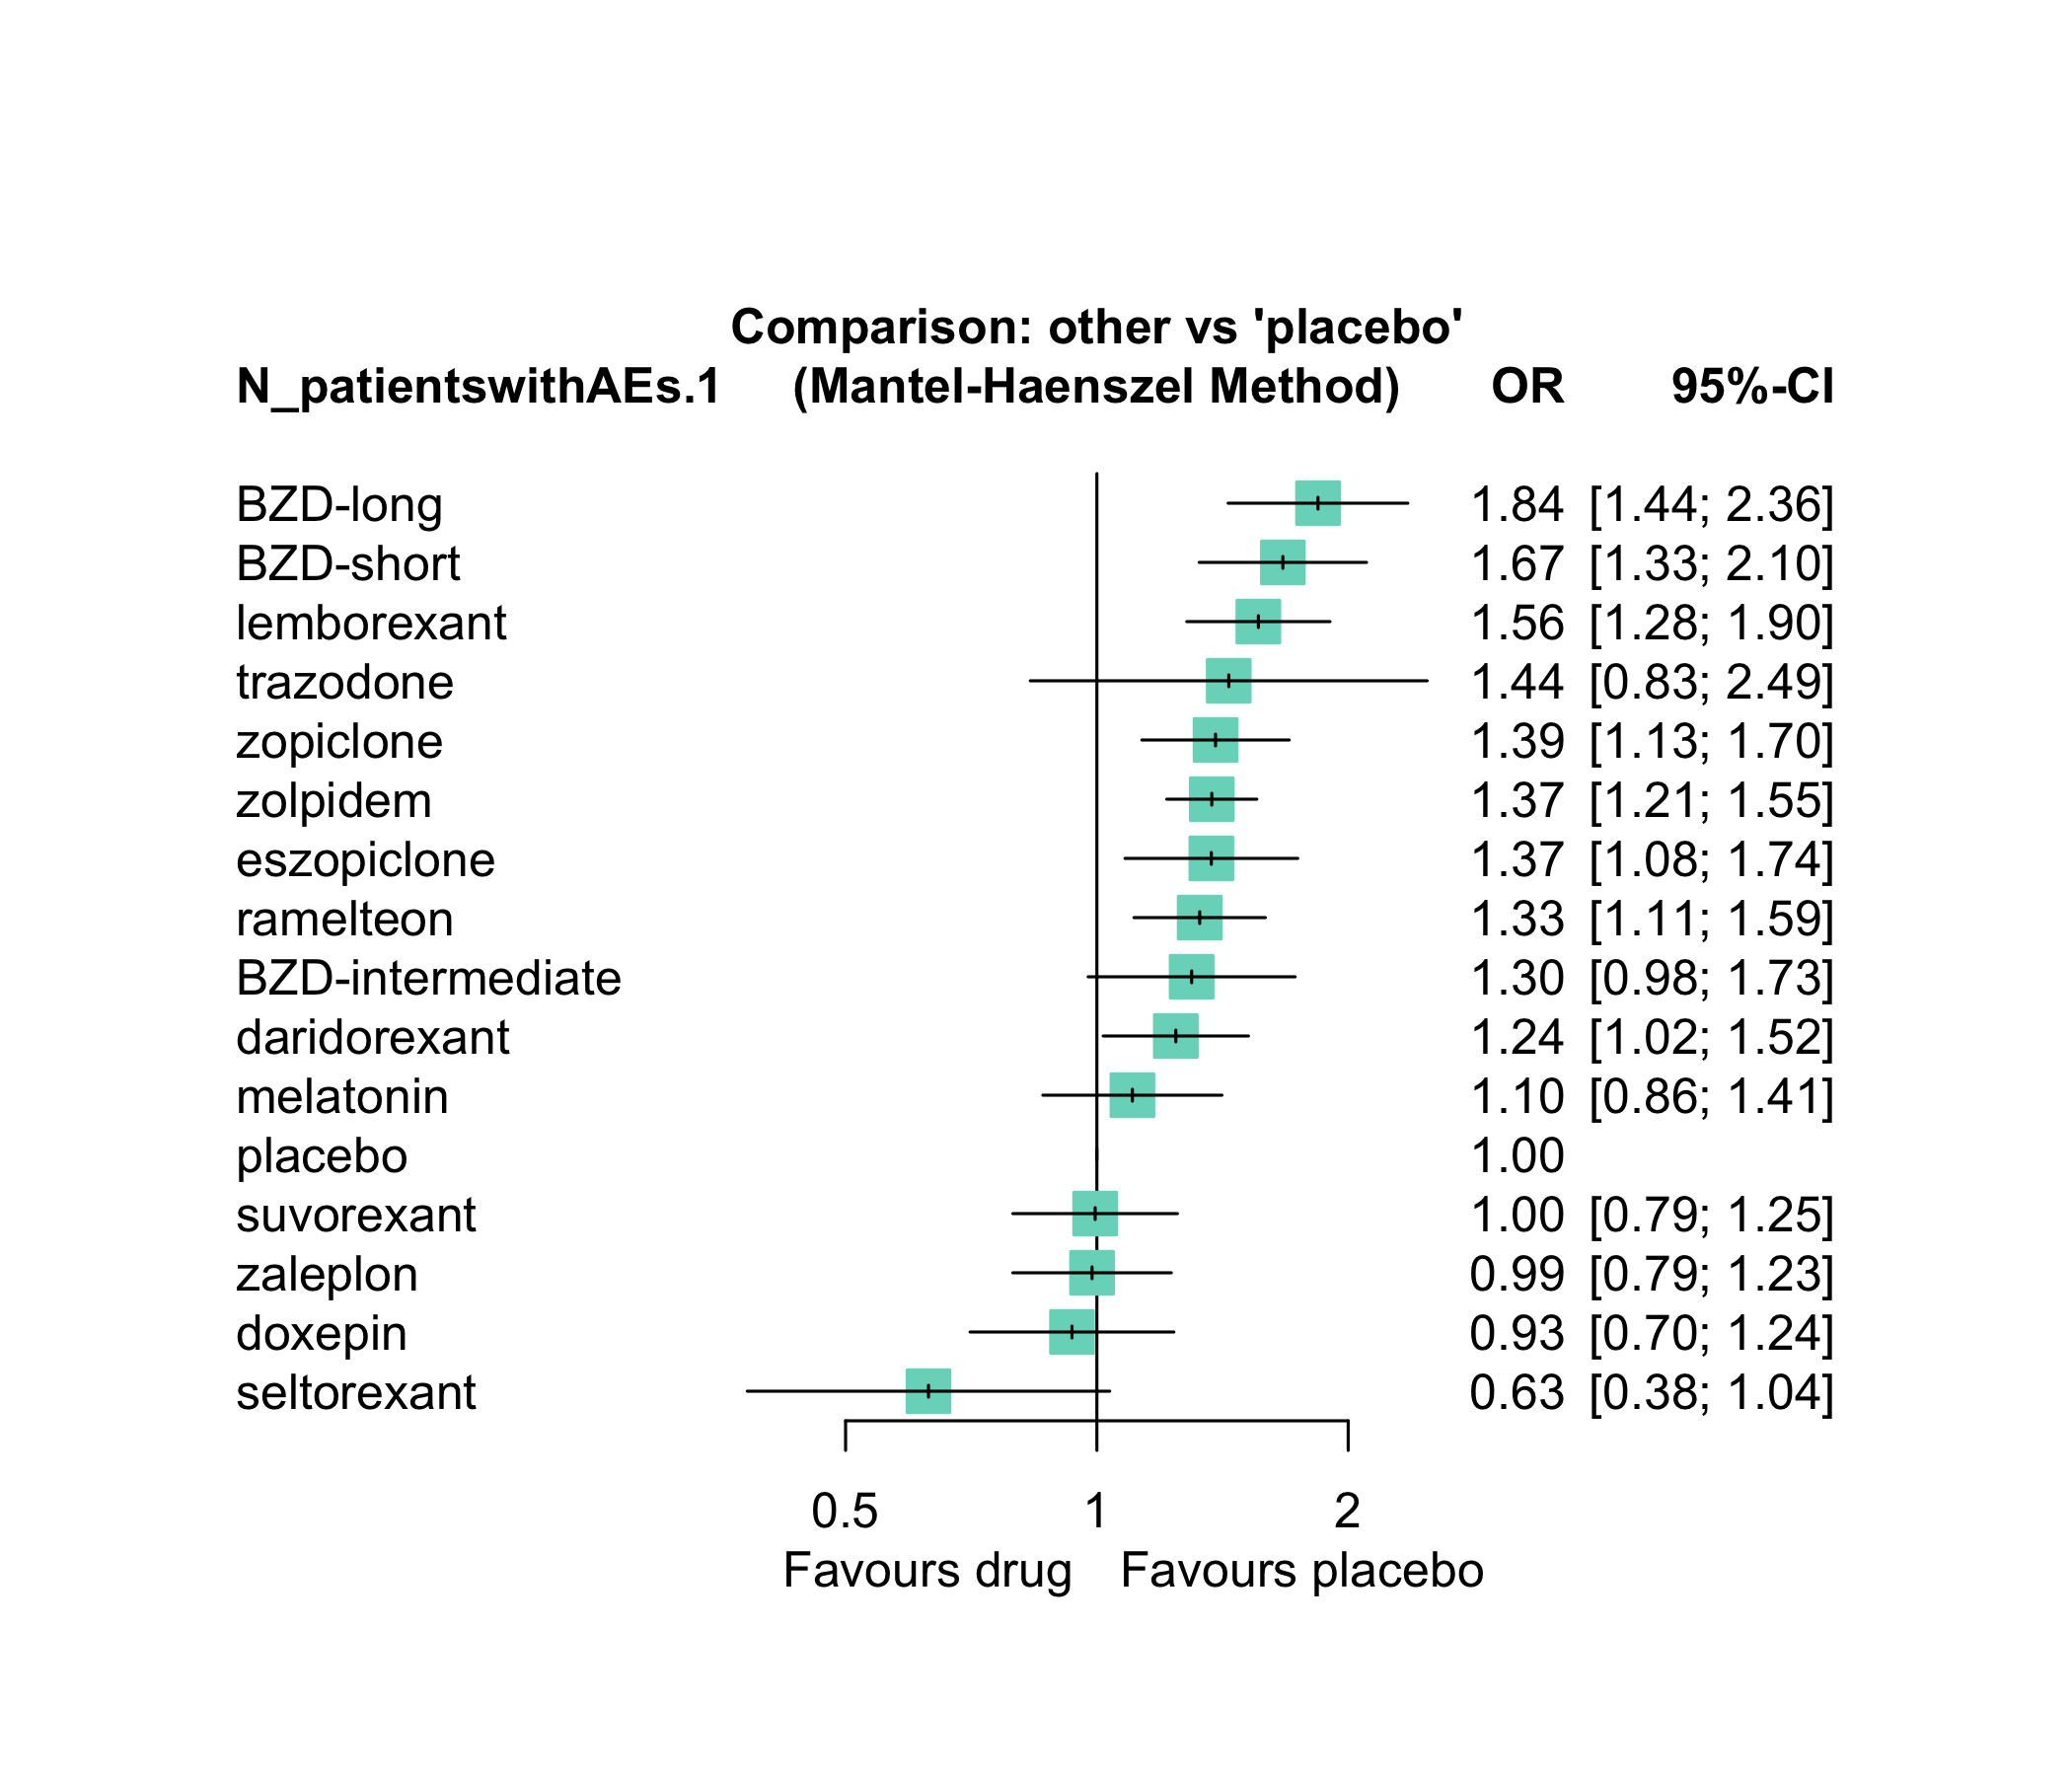 Comparison: other vs 'placebo'
N_patientswithAEs.1 (Mantel-Haenszel Method) OR 95%-CI
BZD-long 1.84 [1.44; 2.36]
BZD-short 1.67 [1.33; 2.10]
lemborexant 1.56 [1.28; 1.90]
trazodone 1.44 [0.83; 2.49]
zopiclone 1.39 [1.13; 1.70]
zolpidem 1.37 [1.21; 1.55]
eszopiclone 1.37 [1.08; 1.74]
ramelteon 1.33 [1.11; 1.59]
BZD-intermediate 1.30 [0.98; 1.73]
daridorexant 1.24 [1.02; 1.52]
melatonin 1.10 [0.86; 1.41]
placebo 1.00
suvorexant 1.00 [0.79; 1.25]
zaleplon 0.99 [0.79; 1.23]
doxepin 0.93 [0.70; 1.24]
seltorexant 0.63 [0.38; 1.04]
0.5 1 2
Favours drug Favours placebo